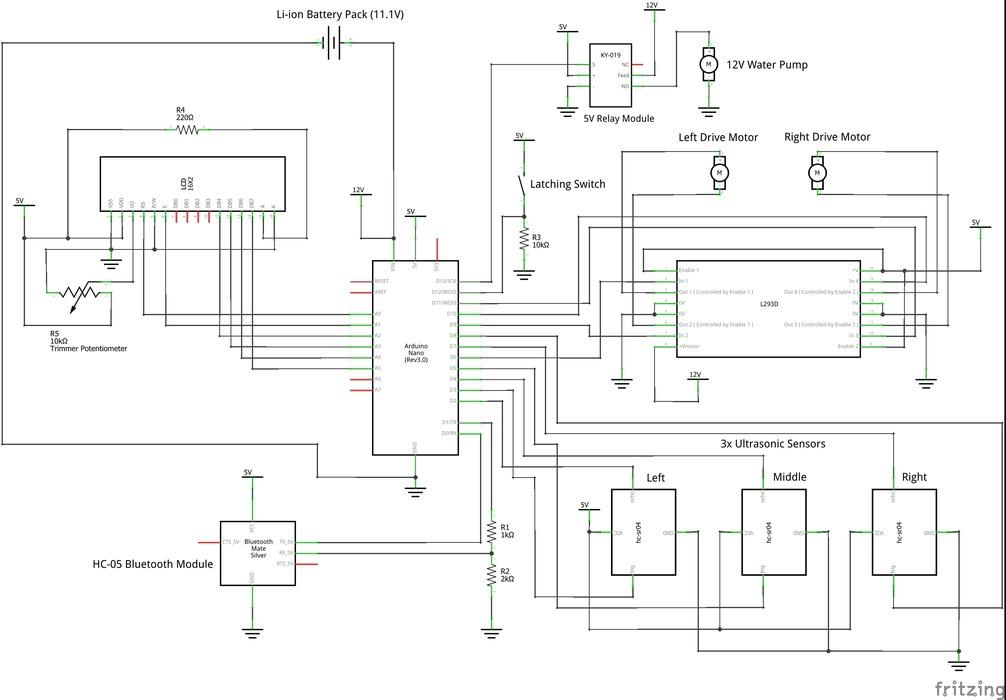 Li-ion Battery Pack (11.1V)
12V
5V
KY-019
S
+
-
NC
Feed
NO
M
12V Water Pump
5V Relay Module
R4
220Ω
LCD
16X2
VSS
VDD
VO
RS
R/W
E
DB0
DB1
DB2
DB3
DB4
DB5
DB6
DB7
A
K
5V
12V
5V
R5
10kΩ
Trimmer Potentiometer
5V
Latching Switch
R3
10kΩ
Left Drive Motor
Right Drive Motor
M
M
5V
VIN
5V
3V3
RESET
AREF
A0
A1
A2
A3
A4
A5
A6
A7
Arduino
Nano
(Rev3.0)
D13/SCK
D12/MISO
D11/MOSI
D10
D9
D8
D7
D6
D5
D4
D3
D2
D1/TX
D0/RX
GND
Enable 1
In 1
Out 1 ( Controlled by Enable 1 )
0V
0V
Out 2 ( Controlled by Enable 1 )
In 2
+Vmotor
L293D
+V
In 4
Out 4 ( Controlled by Enable 2 )
0V
0V
Out 3 ( Controlled by Enable 2 )
In 3
Enable 2
12V
3x Ultrasonic Sensors
Left
Middle
Right
5V
echo
VCC
hc-sr04
GND
trig
echo
VCC
hc-sr04
GND
trig
echo
VCC
hc-sr04
GND
trig
5V
VCC
CTS_5V
Bluetooth
Mate
Silver
TX_5V
RX_5V
RTS_5V
GND
HC-05 Bluetooth Module
R1
1kΩ
R2
2kΩ
fritzing